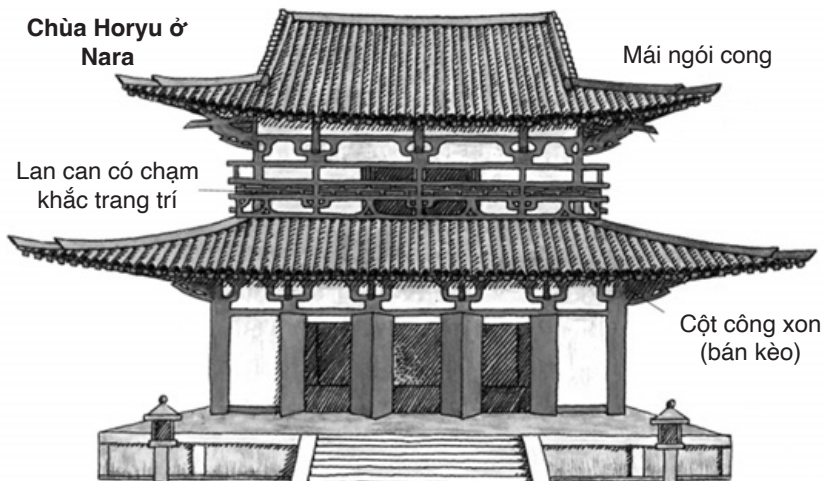 Chùa Horyu ở
Nara
Mái ngói cong
Lan can có chạm
khắc trang trí
Cột công xon
(bán kèo)